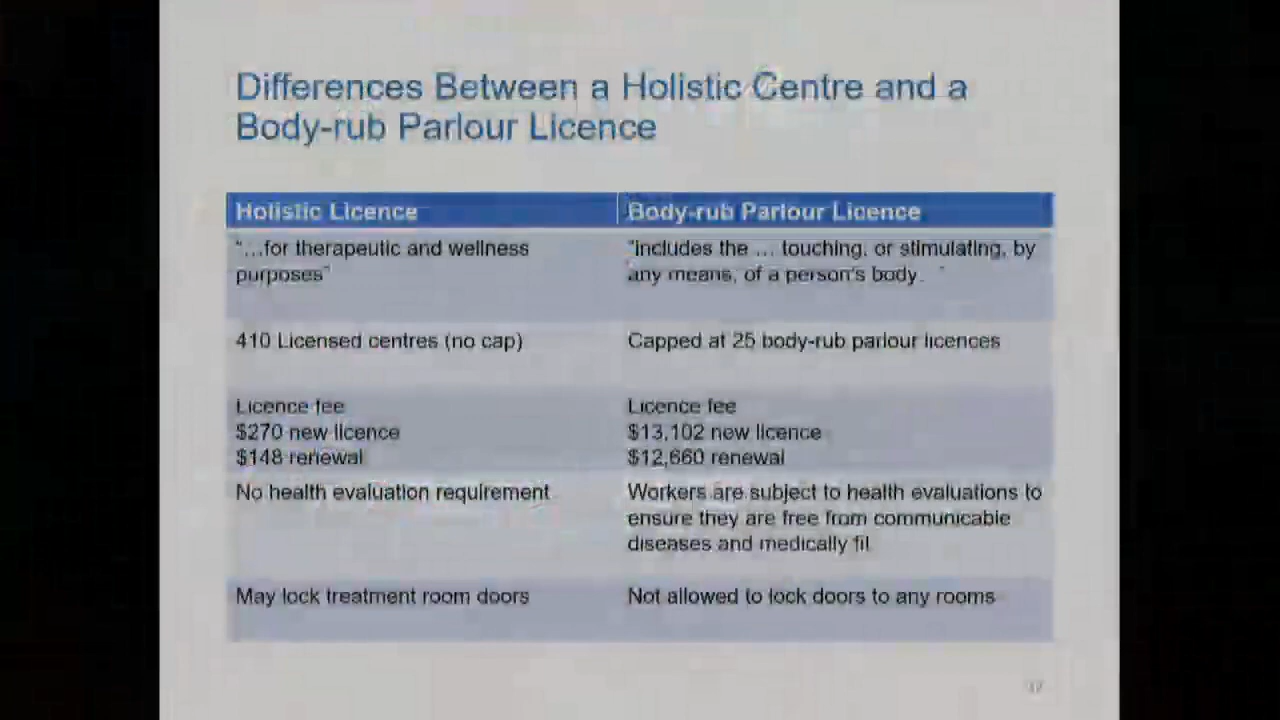 Differences Between a Holistic Centre and a
Body-rub Parlour Licence
Holistic Licence
Body-rub Parlour Licence
"...for therapeutic and wellness
purposes"
"includes the ... touching, or stimulating, by
any means, of a person's body. "
410 Licensed centres (no cap)
Capped at 25 body-rub parlour licences
Licence fee
$270 new licence
$148 renewal
Licence fee
$13,102 new licence
$12,660 renewal
No health evaluation requirement
Workers are subject to health evaluations to
ensure they are free from communicable
diseases and medically fit
May lock treatment room doors
Not allowed to lock doors to any rooms